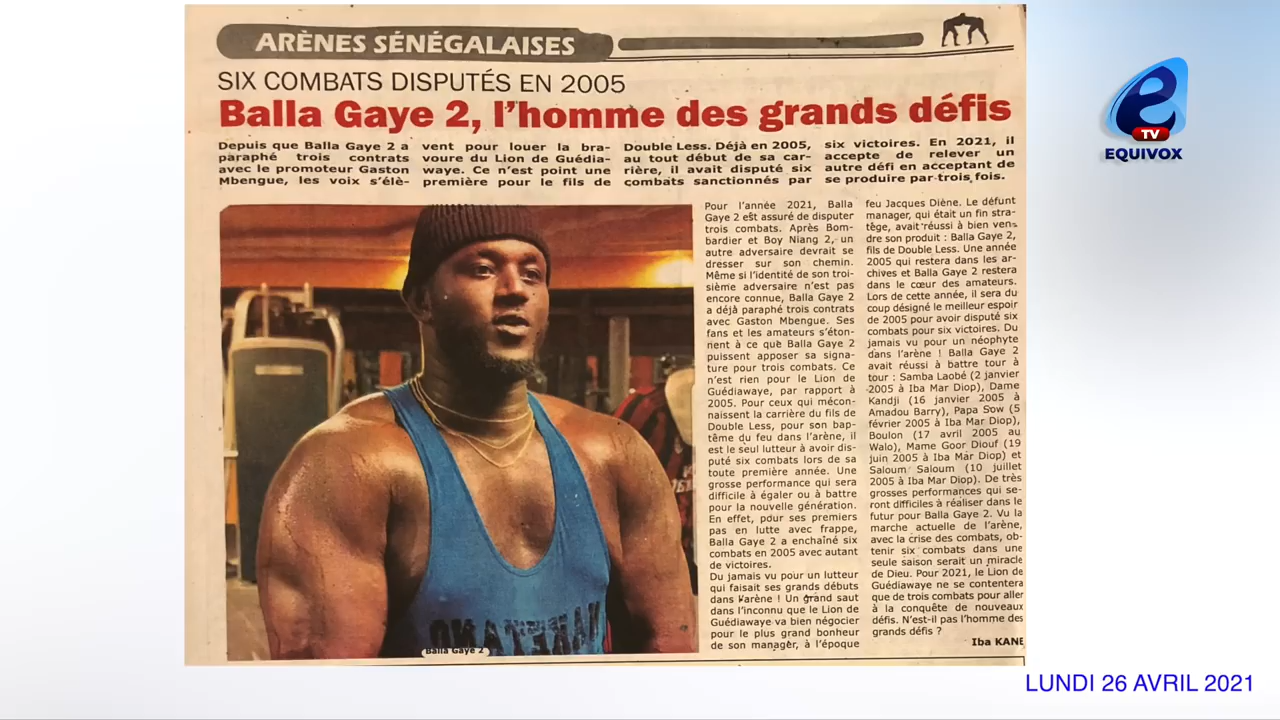 ARÈNES SÉNÉGALAISES
SIX COMBATS DISPUTÉS EN 2005
Balla Gaye 2, l'homme des grands défis
Depuis que Balla Gaye 2 a
paraphé trois contrats
avec le promoteur Gaston
Mbengue, les voix s'élè-
vent pour louer la bra-
voure du Lion de Guédia-
waye. Ce n'est point une
première pour le fils de
Double Less. Déjà en 2005,
au tout début de sa car-
rière, il avait disputé six
combats sanctionnés par
six victoires. En 2021, il
accepte de relever un
autre défi en acceptant de
se produire par trois fois.
Pour l'année 2021, Balla
Gaye 2 est assuré de disputer
trois combats. Après Bom-
bardier et Boy Niang 2, un
autre adversaire devrait se
dresser sur son chemin.
Même si l'identité de son troi-
sième adversaire n'est pas
encore connue, Balla Gaye 2
a déjà paraphé trois contrats
avec Gaston Mbengue. Ses
fans et les amateurs s'éton-
nent à ce que Balla Gaye 2
puissent apposer sa signa-
ture pour trois combats. Ce
n'est rien pour le Lion de
Guédiawaye, par rapport à
2005. Pour ceux qui mécon-
naissent la carrière du fils de
Double Less, pour son bap-
tême du feu dans l'arène, il
est le seul lutteur à avoir dis-
puté six combats lors de sa
toute première année. Une
grosse performance qui sera
difficile à égaler ou à battre
pour la nouvelle génération.
En effet, pour ses premiers
pas en lutte avec frappe,
Balla Gaye 2 a enchaîné six
combats en 2005 avec autant
de victoires.
Du jamais vu pour un lutteur
qui faisait ses grands débuts
dans l'arène ! Un grand saut
dans l'inconnu que le Lion de
Guédiawaye va bien négocier
pour le plus grand bonheur
de son manager, à l'époque
feu Jacques Diène. Le défunt
manager, qui était un fin stra-
tège, avait réussi à bien ven-
dre son produit : Balla Gaye 2,
fils de Double Less. Une année
2005 qui restera dans les ar-
chives et Balla Gaye 2 restera
dans le cœur des amateurs.
Lors de cette année, il sera du
coup désigné le meilleur espoir
de 2005 pour avoir disputé six
combats pour six victoires. Du
jamais vu pour un néophyte
dans l'arène ! Balla Gaye 2
avait réussi à battre tour à
tour : Samba Laobé (2 janvier
2005 à Iba Mar Diop), Dame
Kandji (16 janvier 2005 à
Amadou Barry), Papa Sow (5
février 2005 à Iba Mar Diop),
Boulon (17 avril 2005 au
Walo), Mame Goor Diouf (19
juin 2005 à Iba Mar Diop) et
Saloum Saloum (10 juillet
2005 à Iba Mar Diop). De très
grosses performances qui se-
ront difficiles à réaliser dans le
futur pour Balla Gaye 2. Vu la
marche actuelle de l'arène,
avec la crise des combats, ob-
tenir six combats dans une
seule saison serait un miracle
de Dieu. Pour 2021, le Lion de
Guédiawaye ne se contentera
que de trois combats pour aller
à la conquête de nouveaux
défis. N'est-il pas l'homme des
grands défis ?
Iba KANE
Balla Gaye 2
e
TV
EQUIVOX
LUNDI 26 AVRIL 2021